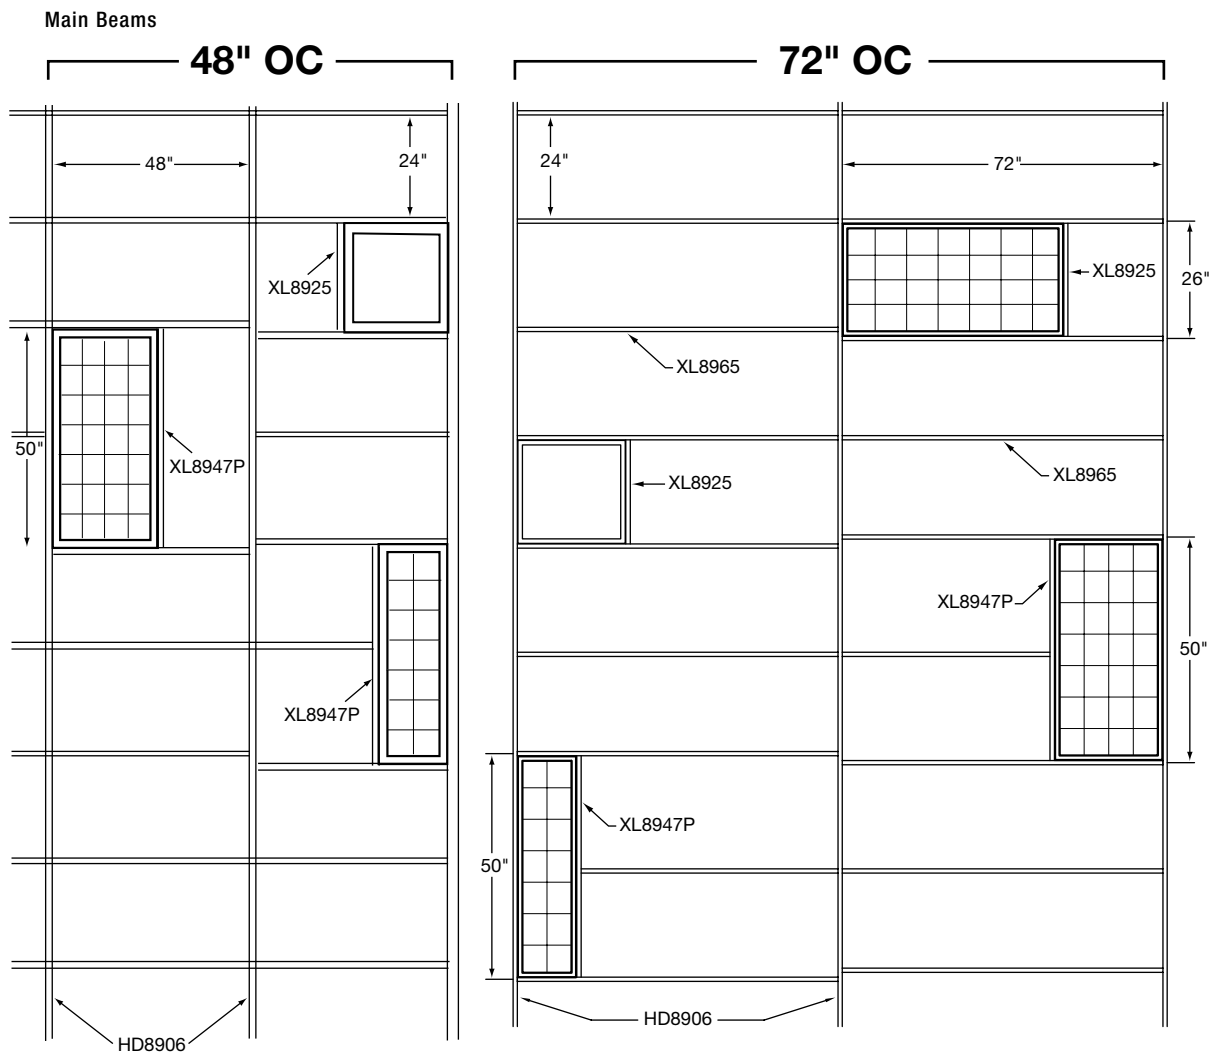 Main Beams
48" OC
72" OC
48"
24"
24"
72"
XL8925
XL8925
26"
XL8965
50"
XL8947P
XL8925
XL8965
XL8947P
50"
XL8947P
XL8947P
50"
HD8906
HD8906